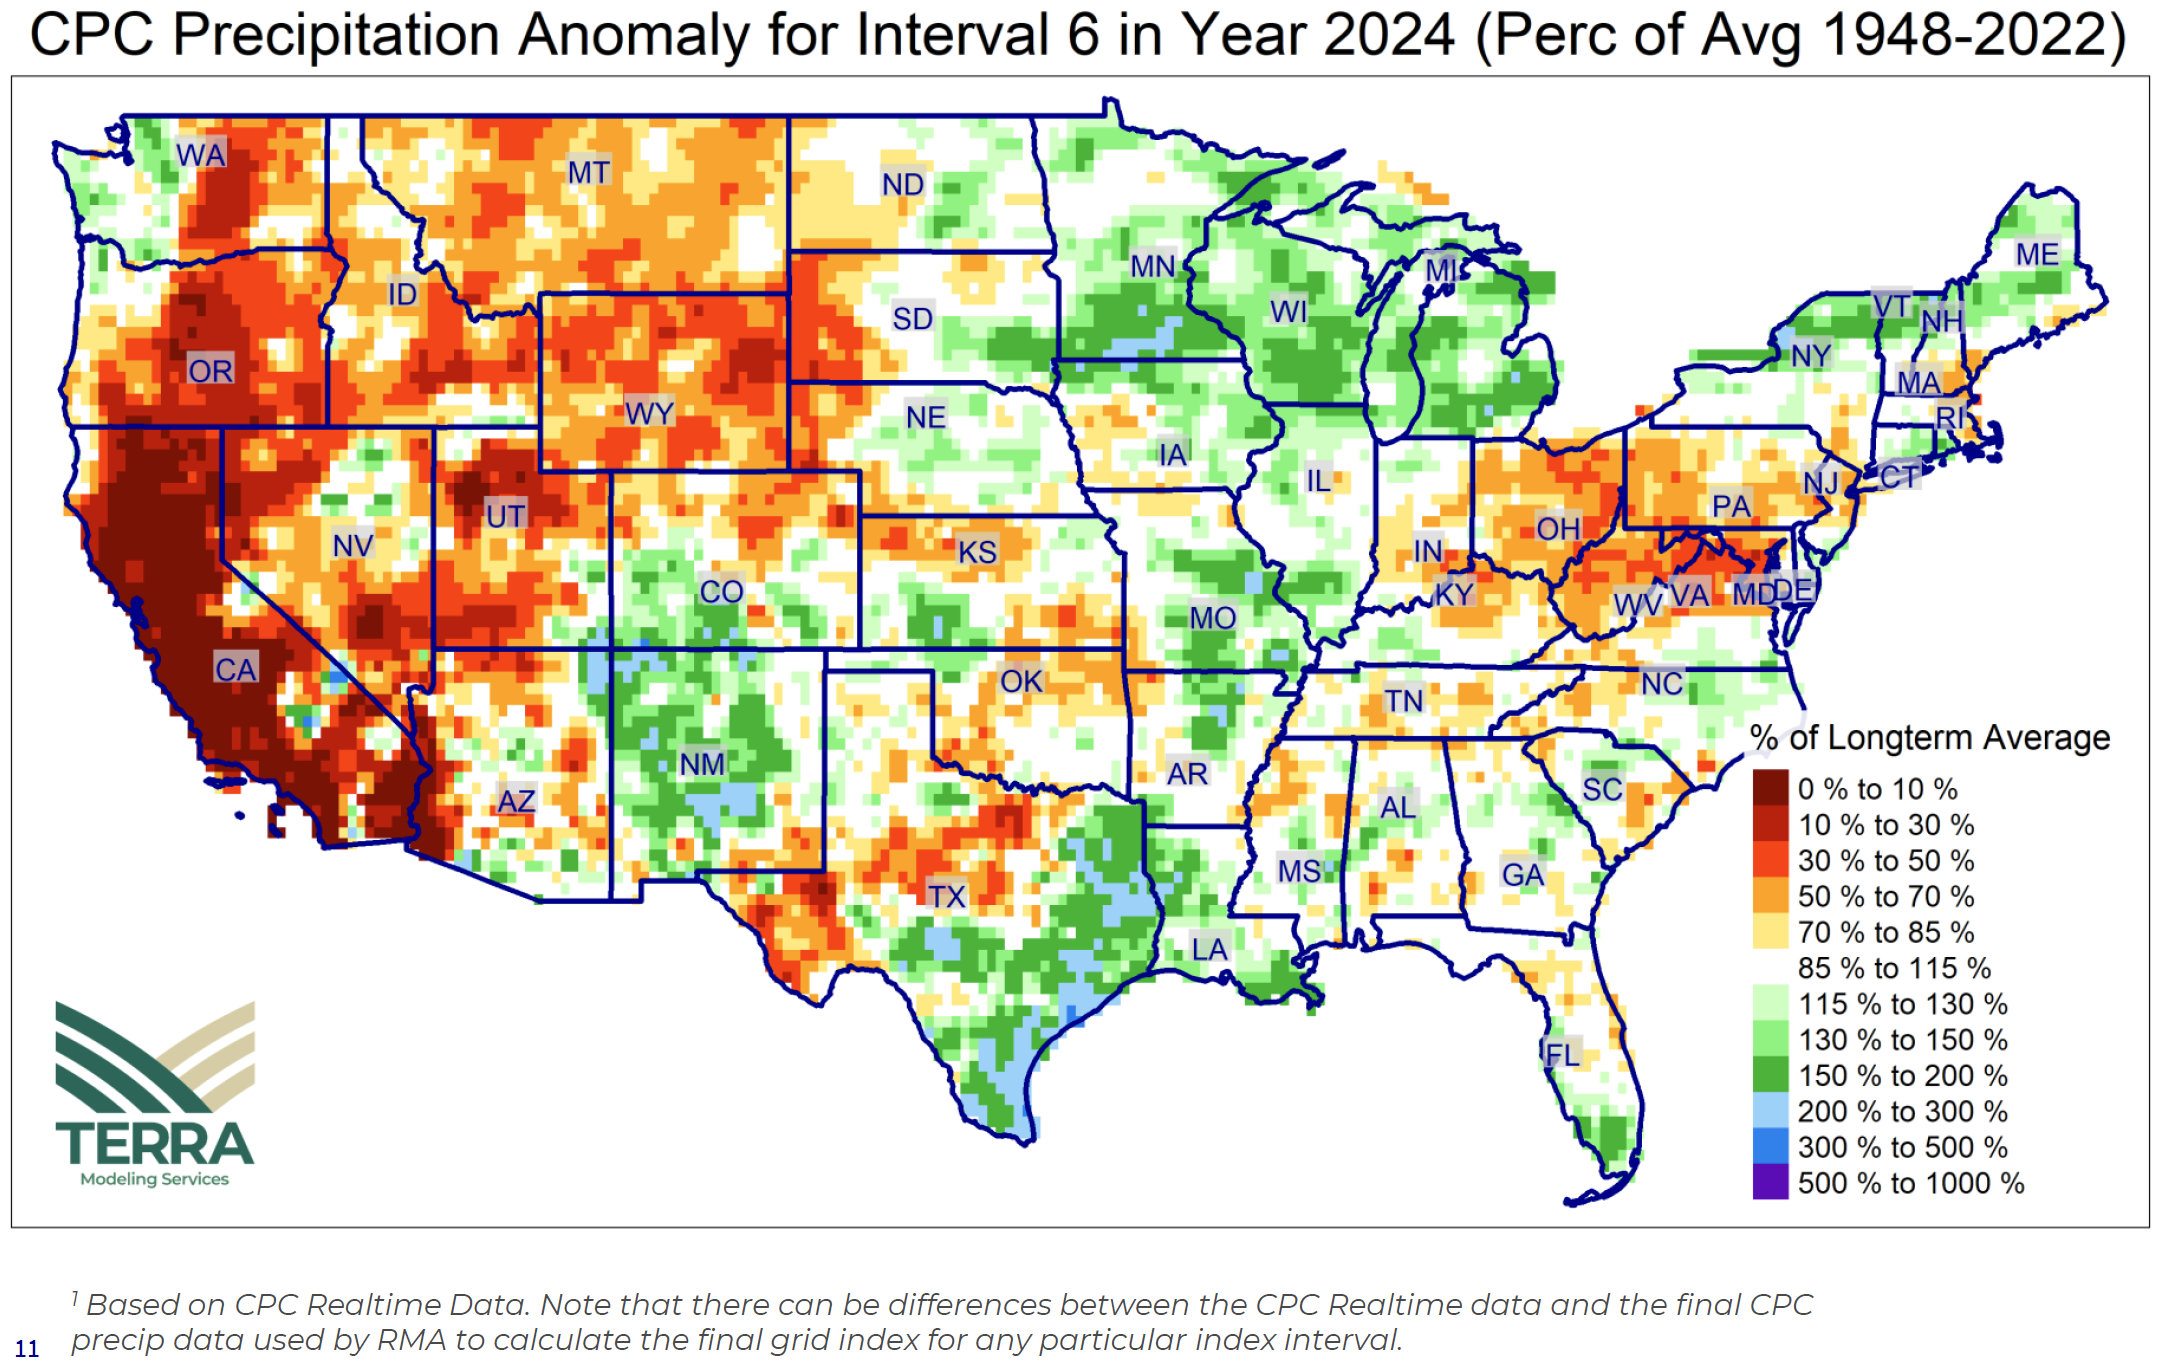 CPC Precipitation Anomaly for Interval 6 in Year 2024 (Perc of Avg 1948-2022)
WA
MT
ND
MN
ME
ID
SD
WI
MI
VT
NH
NY
OR
WY
NE
IA
IL
MA
RI
CT
NJ
PA
OH
IN
UT
NV
KS
CO
MO
KY
WV
VA
MD
DE
CA
AZ
NM
OK
AR
TN
NC
SC
AL
MS
GA
TX
LA
FL
% of Longterm Average
0 % to 10 %
10 % to 30 %
30 % to 50 %
50 % to 70 %
70 % to 85 %
85 % to 115 %
115 % to 130 %
130 % to 150 %
150 % to 200 %
200 % to 300 %
300 % to 500 %
500 % to 1000 %
TERRA
Modeling Services
1 Based on CPC Realtime Data. Note that there can be differences between the CPC Realtime data and the final CPC
precip data used by RMA to calculate the final grid index for any particular index interval.
11